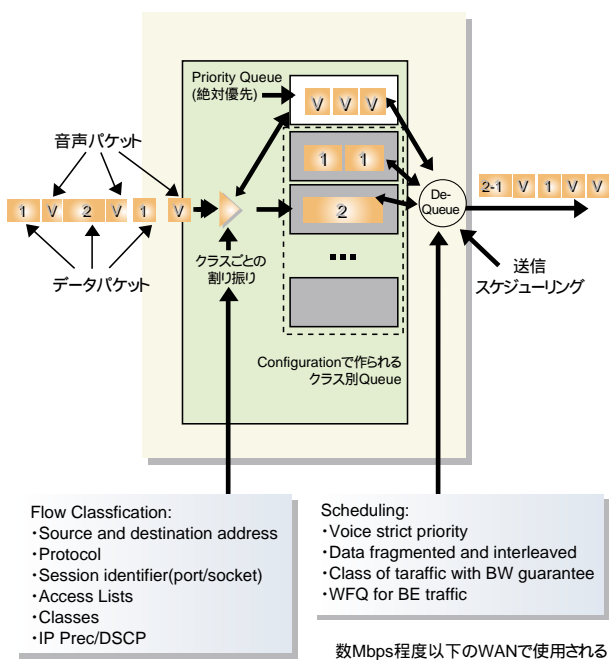 Priority Queue
(絶対優先)
V V V
音声パケット
1 1
2-1 V 1 V V
1 V 2 V 1 V
2
De-
Queue
クラスごとの
割り振り
データパケット
送信
スケジューリング
...
Configurationで作られる
クラス別Queue
Flow Classfication:
・Source and destination address
・Protocol
・Session identifier(port/socket)
・Access Lists
・Classes
・IP Prec/DSCP
Scheduling:
・Voice strict priority
・Data fragmented and interleaved
・Class of taraffic with BW guarantee
・WFQ for BE traffic
数Mbps程度以下のWANで使用される